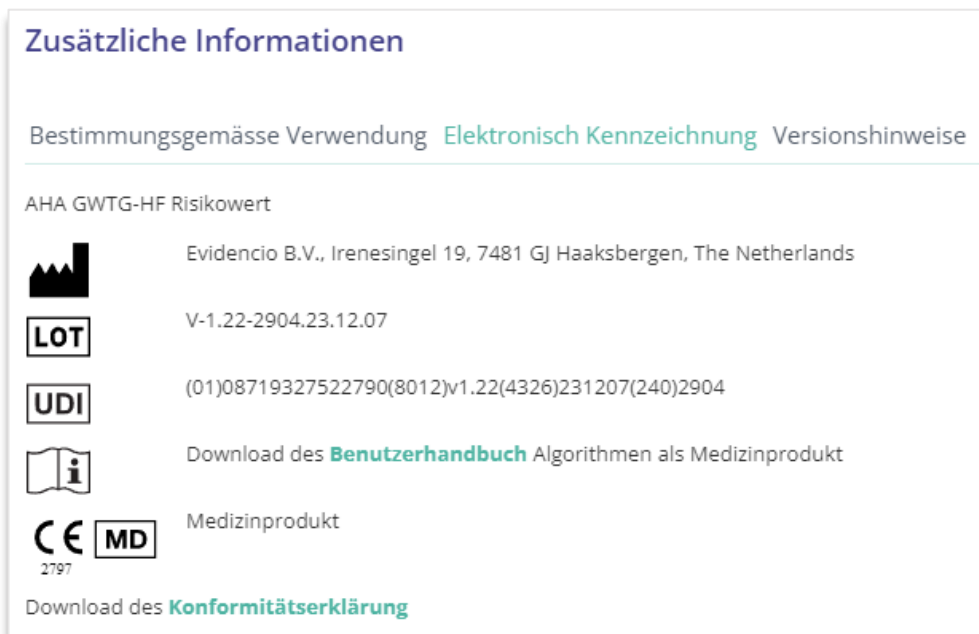 Zusätzliche Informationen
Bestimmungsgemässe Verwendung Elektronisch Kennzeichnung Versionshinweise
AHA GWTG-HF Risikowert
Evidencio B.V., Irenesingel 19, 7481 GJ Haaksbergen, The Netherlands
LOT V-1.22-2904.23.12.07
UDI (01)08719327522790(8012)v1.22(4326)231207(240)2904
i Download des Benutzerhandbuch Algorithmen als Medizinprodukt
CE MD Medizinprodukt
2797
Download des Konformitätserklärung